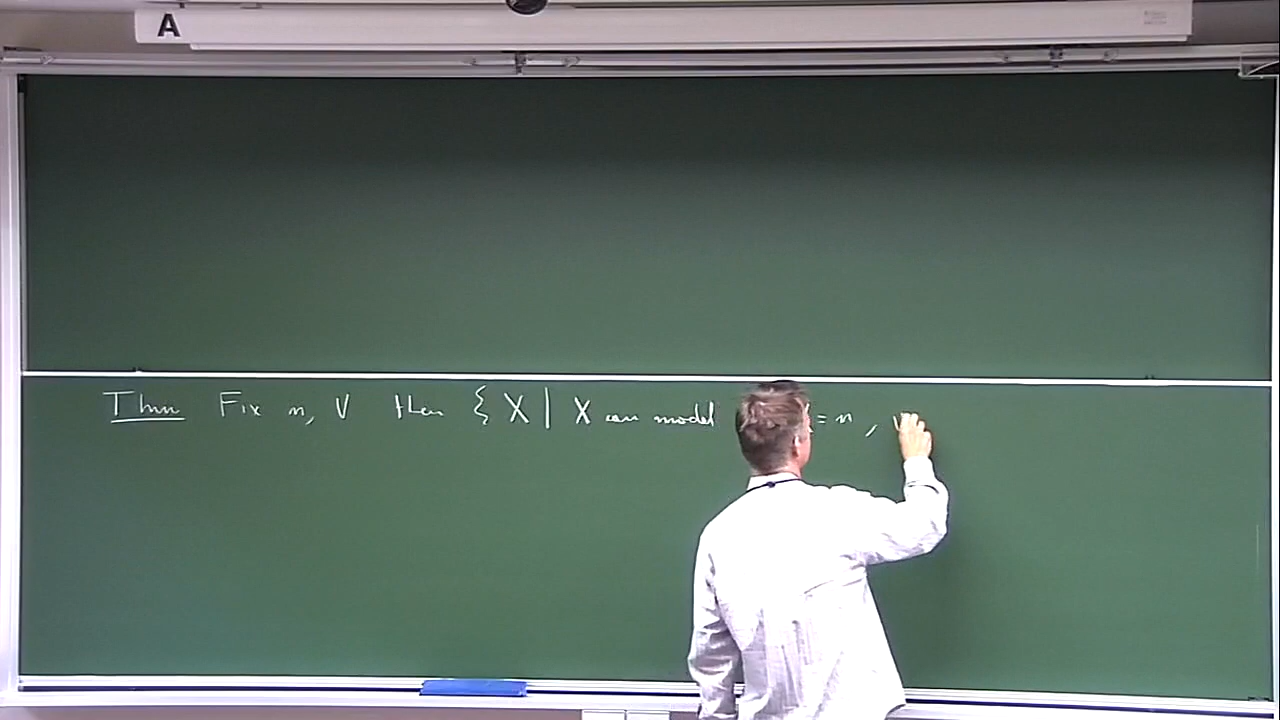 A
Thm Fix n, V then { X | X can model = n ,